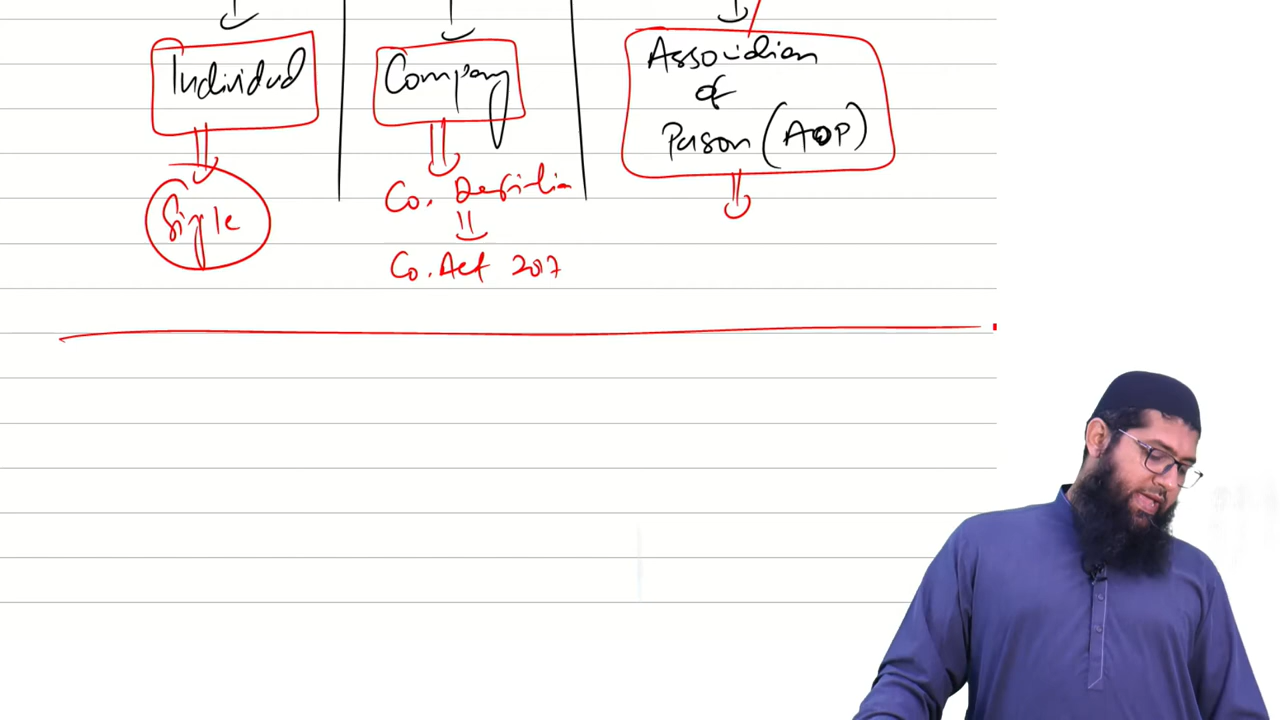 Individual
Single
Company
Co. Definition
Co. Act 2017
Association
of
Person (AOP)